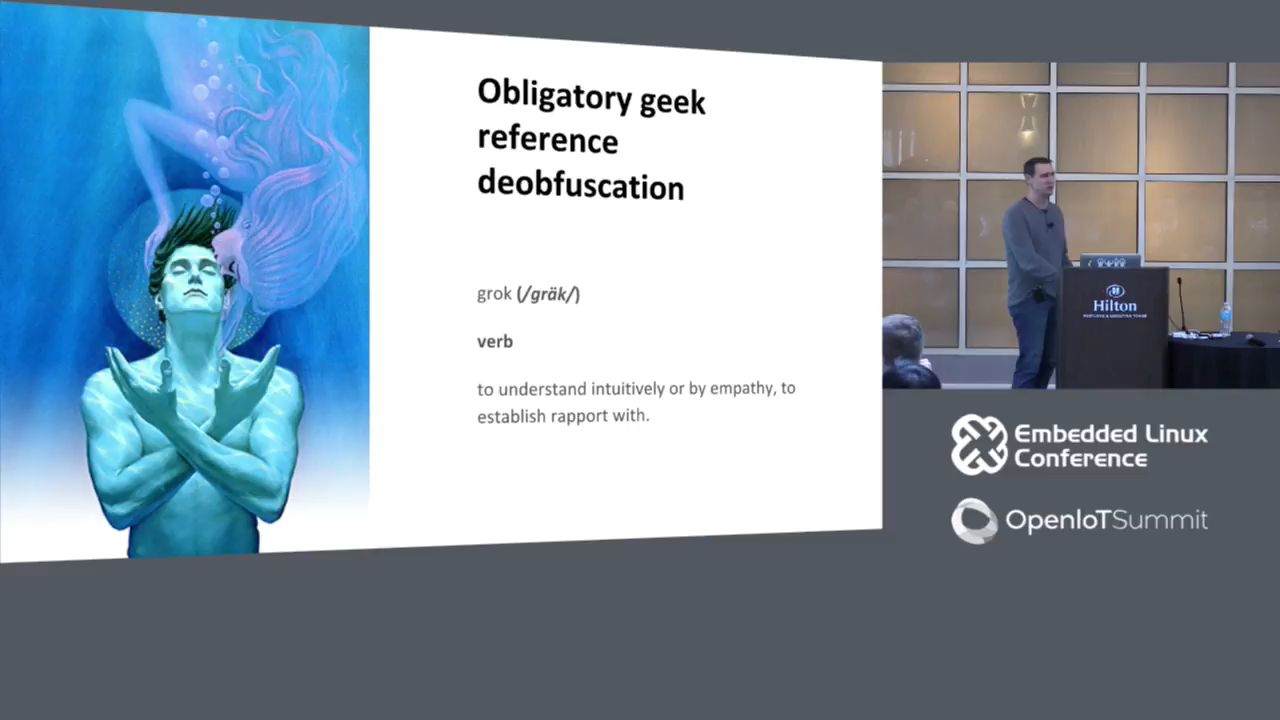 Obligatory geek
reference
deobfuscation
grok (/gräk/)
verb
to understand intuitively or by empathy, to
establish rapport with.
Hilton
Embedded Linux
Conference
OpenIoTSummit